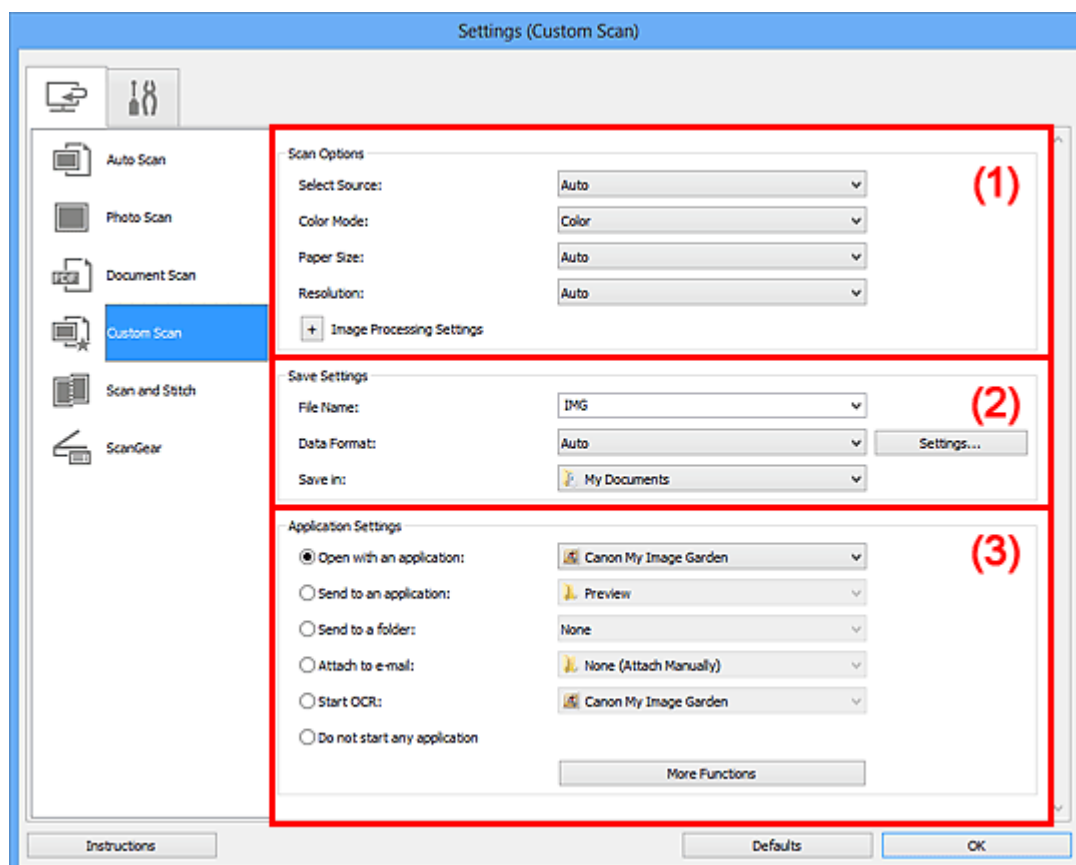 Settings (Custom Scan)
Auto Scan
Photo Scan
Document Scan
Custom Scan
Scan and Stitch
ScanGear
Scan Options
(1)
Select Source: Auto
Color Mode: Color
Paper Size: Auto
Resolution: Auto
+ Image Processing Settings
Save Settings
(2)
File Name: IMG
Data Format: Auto Settings...
Save in: My Documents
Application Settings
(3)
Open with an application: Canon My Image Garden
Send to an application: Preview
Send to a folder: None
Attach to e-mail: None (Attach Manually)
Start OCR: Canon My Image Garden
Do not start any application
More Functions
Instructions Defaults OK